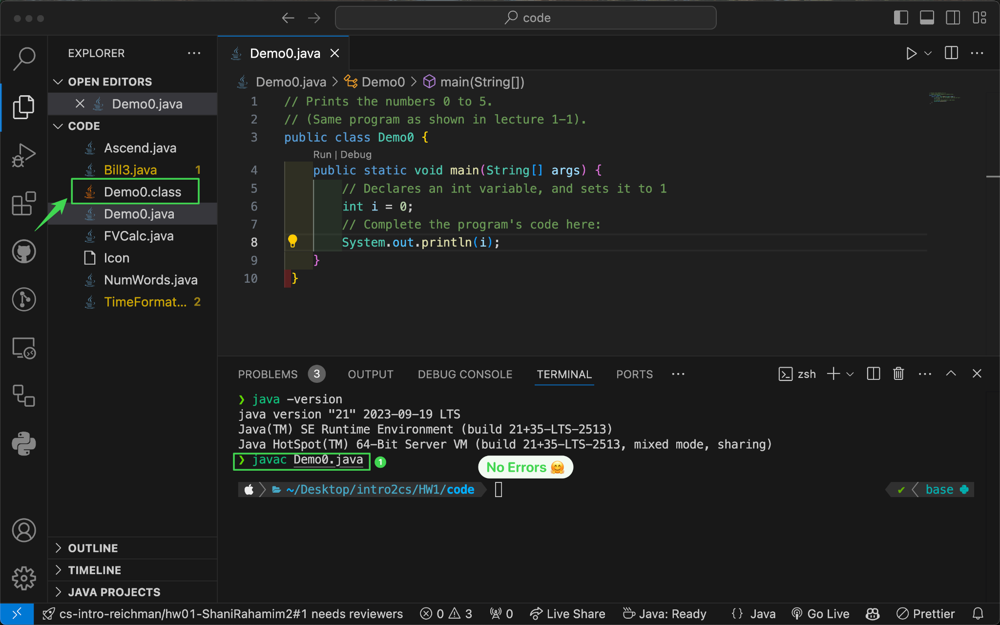 code
EXPLORER
OPEN EDITORS
Demo0.java
CODE
Ascend.java
Bill3.java 1
Demo0.class
Demo0.java
FVCalc.java
Icon
NumWords.java
TimeFormat... 2
OUTLINE
TIMELINE
JAVA PROJECTS
Demo0.java
Demo0.java > Demo0 > main(String[])
1 // Prints the numbers 0 to 5.
2 // (Same program as shown in lecture 1-1).
3 public class Demo0 {
Run | Debug
4 public static void main(String[] args) {
5 // Declares an int variable, and sets it to 1
6 int i = 0;
7 // Complete the program's code here:
8 System.out.println(i);
9 }
10 }
PROBLEMS 3 OUTPUT DEBUG CONSOLE TERMINAL PORTS ... zsh
❯ java -version
java version "21" 2023-09-19 LTS
Java(TM) SE Runtime Environment (build 21+35-LTS-2513)
Java HotSpot(TM) 64-Bit Server VM (build 21+35-LTS-2513, mixed mode, sharing)
❯ javac Demo0.java 1
No Errors 🤗
~/Desktop/intro2cs/HW1/code ✔ base
cs-intro-reichman/hw01-ShaniRahamim2#1 needs reviewers 0 3 0 Live Share Java: Ready {} Java Go Live Prettier